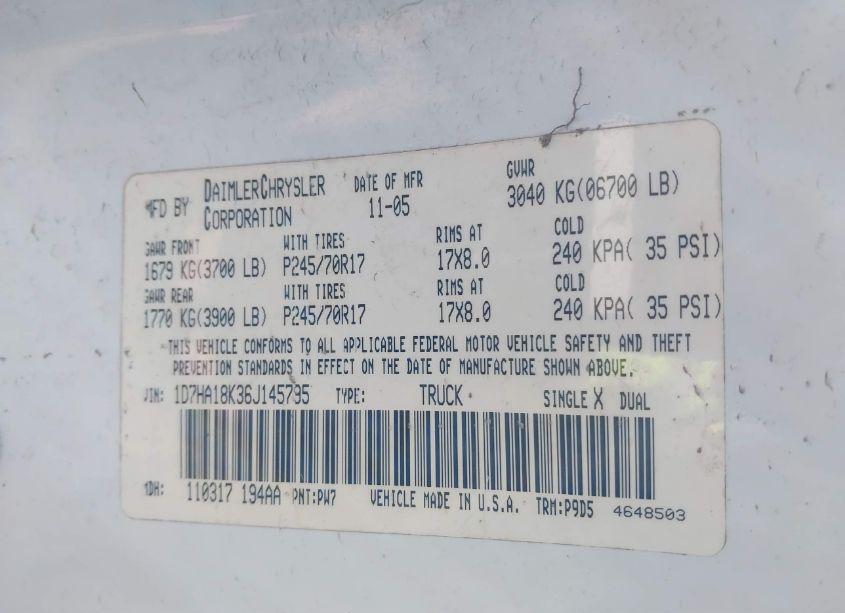 MFD BY DAIMLERCHRYSLER CORPORATION DATE OF MFR 11-05 GVWR 3040 KG(06700 LB)
GAWR FRONT WITH TIRES RIMS AT COLD
1679 KG(3700 LB) P245/70R17 17X8.0 240 KPA( 35 PSI)
GAWR REAR WITH TIRES RIMS AT COLD
1770 KG(3900 LB) P245/70R17 17X8.0 240 KPA( 35 PSI)
THIS VEHICLE CONFORMS TO ALL APPLICABLE FEDERAL MOTOR VEHICLE SAFETY AND THEFT
PREVENTION STANDARDS IN EFFECT ON THE DATE OF MANUFACTURE SHOWN ABOVE.
VIN: 1D7HA18K36J145795 TYPE: TRUCK SINGLE X DUAL
MDH: 110317 194AA PNT:PW7 VEHICLE MADE IN U.S.A. TRM:P9D5 4648503